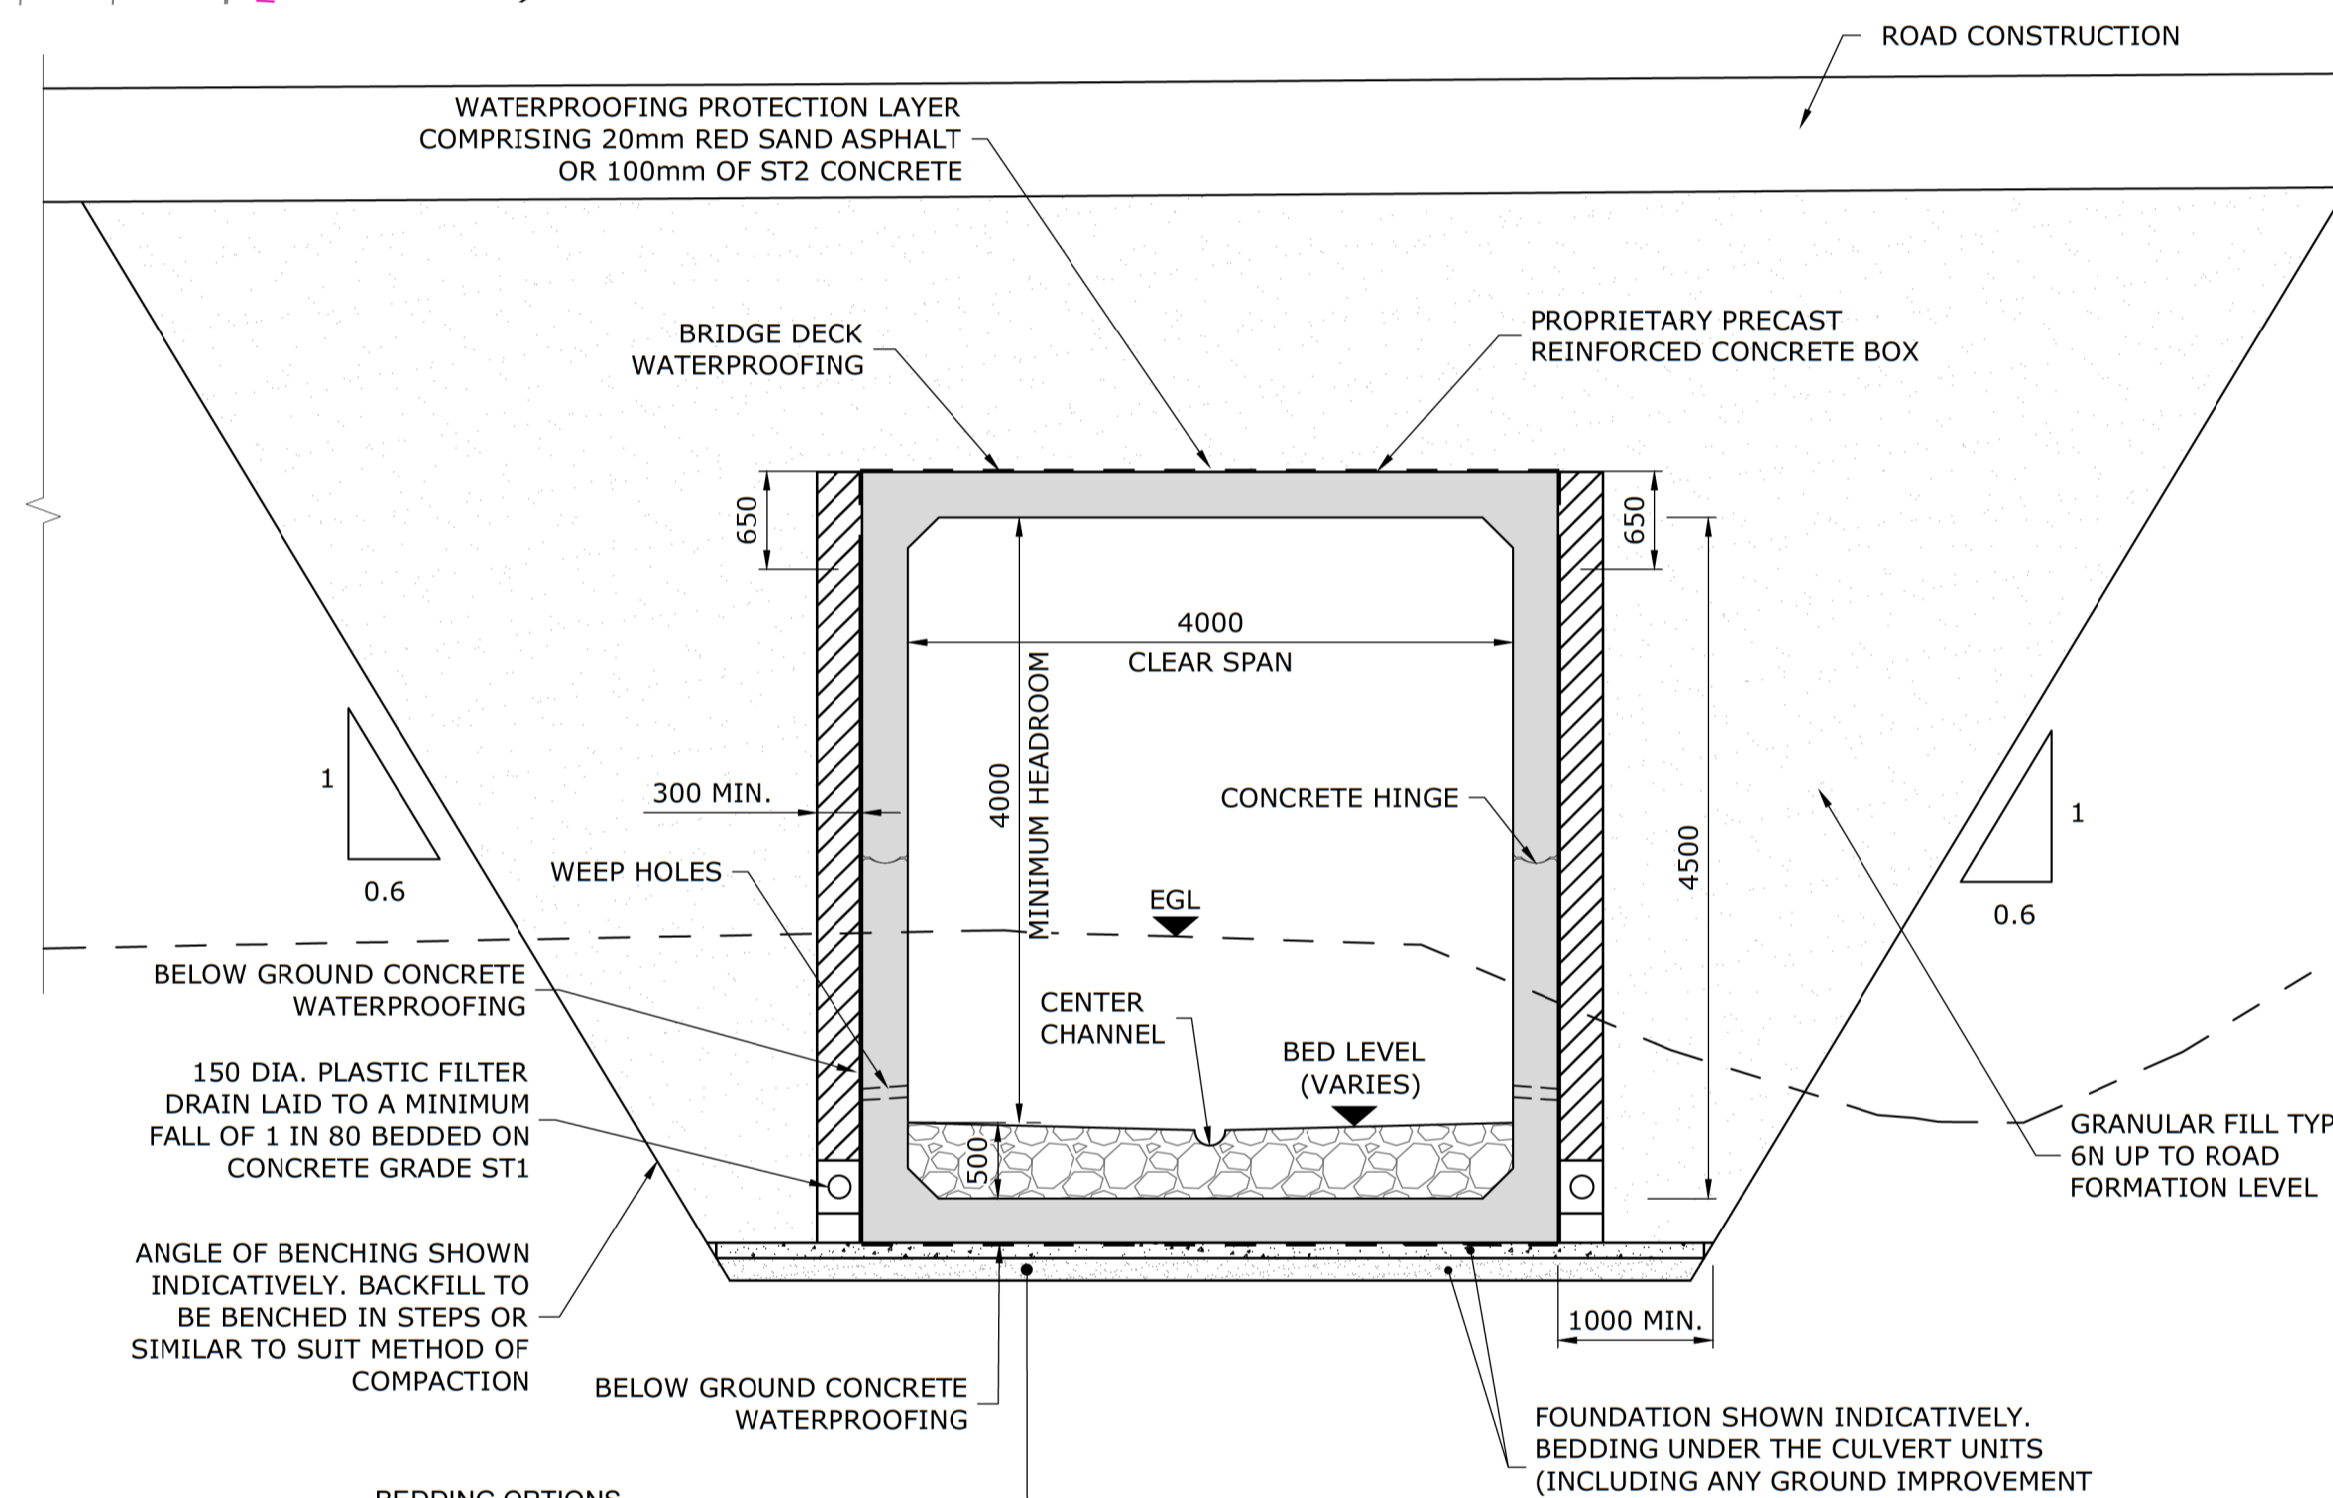 ROAD CONSTRUCTION
WATERPROOFING PROTECTION LAYER
COMPRISING 20mm RED SAND ASPHALT
OR 100mm OF ST2 CONCRETE
BRIDGE DECK
WATERPROOFING
PROPRIETARY PRECAST
REINFORCED CONCRETE BOX
650
650
4000
CLEAR SPAN
4000
MINIMUM HEADROOM
300 MIN.
CONCRETE HINGE
4500
1
0.6
1
0.6
WEEP HOLES
EGL
BELOW GROUND CONCRETE
WATERPROOFING
CENTER
CHANNEL
BED LEVEL
(VARIES)
150 DIA. PLASTIC FILTER
DRAIN LAID TO A MINIMUM
FALL OF 1 IN 80 BEDDED ON
CONCRETE GRADE ST1
500
GRANULAR FILL TYP
6N UP TO ROAD
FORMATION LEVEL
ANGLE OF BENCHING SHOWN
INDICATIVELY. BACKFILL TO
BE BENCHED IN STEPS OR
SIMILAR TO SUIT METHOD OF
COMPACTION
1000 MIN.
BELOW GROUND CONCRETE
WATERPROOFING
FOUNDATION SHOWN INDICATIVELY.
BEDDING UNDER THE CULVERT UNITS
(INCLUDING ANY GROUND IMPROVEMENT
BEDDING OPTIONS